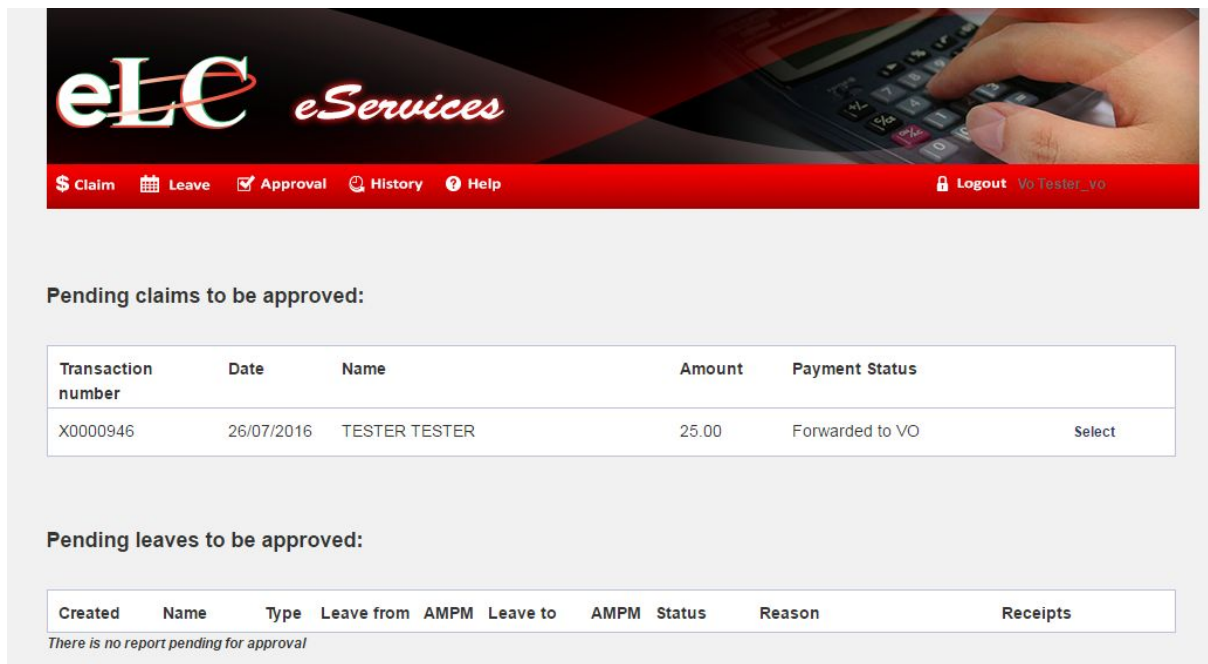 eLC eServices
$ Claim Leave Approval History ? Help Logout Vo Tester_vo
Pending claims to be approved:
Transaction number Date Name Amount Payment Status
X0000946 26/07/2016 TESTER TESTER 25.00 Forwarded to VO Select
Pending leaves to be approved:
Created Name Type Leave from AMPM Leave to AMPM Status Reason Receipts
There is no report pending for approval